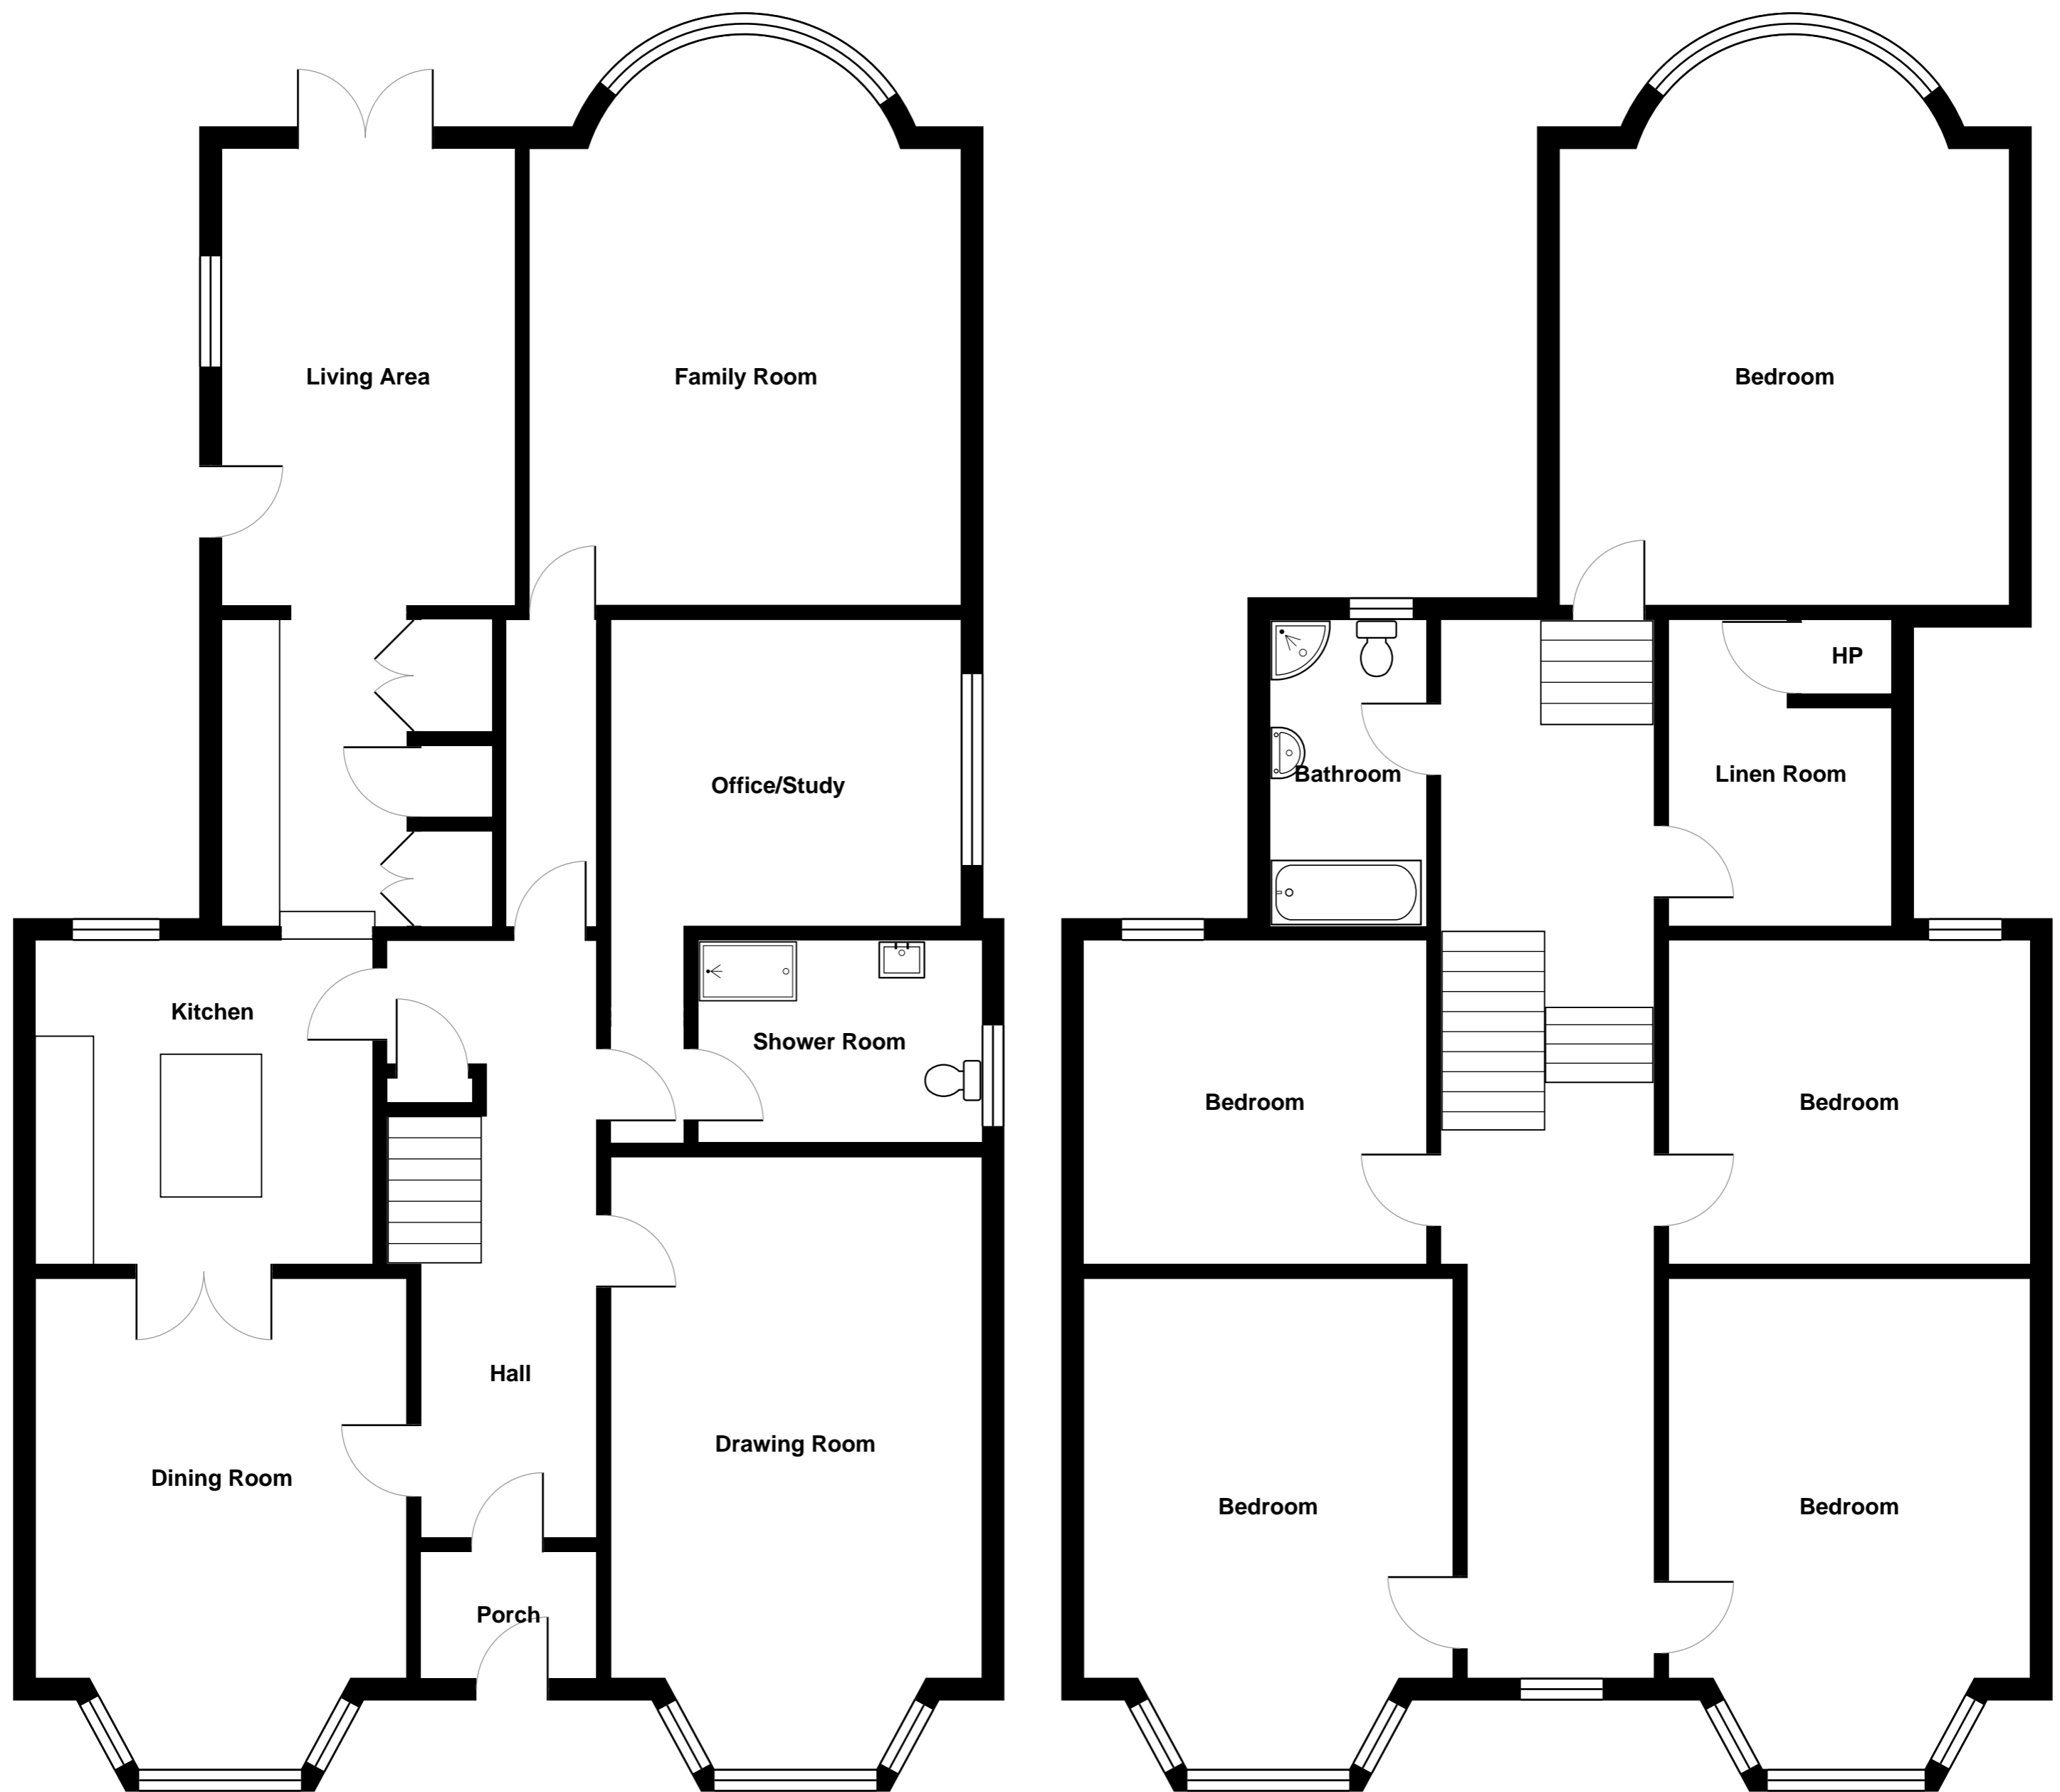 Living Area
Family Room
Office/Study
Kitchen
Shower Room
Hall
Drawing Room
Dining Room
Porch
Bedroom
HP
Linen Room
Bathroom
Bedroom
Bedroom
Bedroom
Bedroom